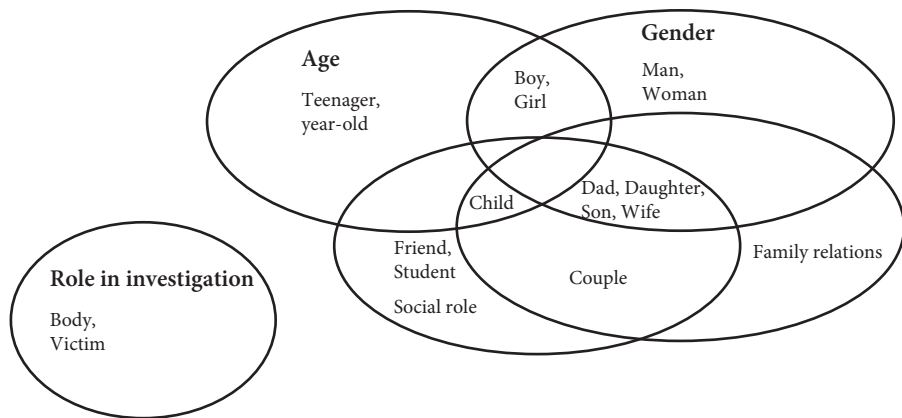 Age
Teenager,
year-old
Boy,
Girl
Gender
Man,
Woman
Child
Dad, Daughter,
Son, Wife
Friend,
Student
Social role
Couple
Family relations
Role in investigation
Body,
Victim